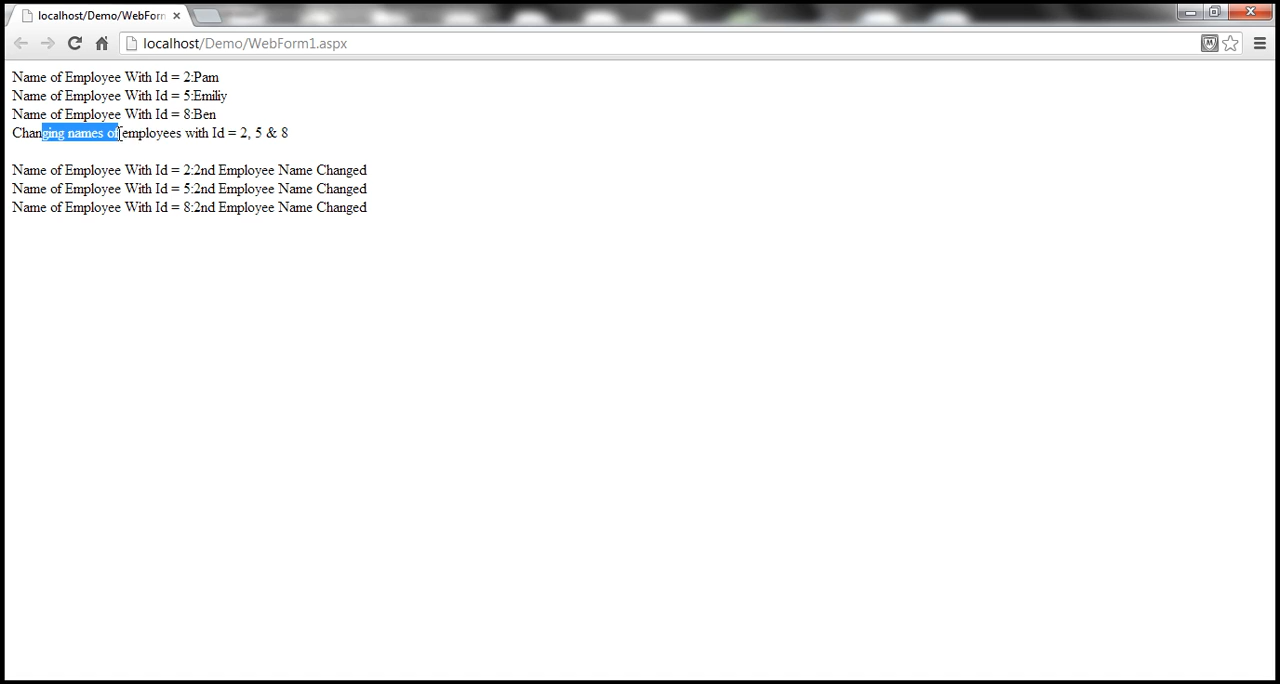 localhost/Demo/WebForm
localhost/Demo/WebForm1.aspx
Name of Employee With Id = 2:Pam
Name of Employee With Id = 5:Emiliy
Name of Employee With Id = 8:Ben
Changing names of employees with Id = 2, 5 & 8
Name of Employee With Id = 2:2nd Employee Name Changed
Name of Employee With Id = 5:2nd Employee Name Changed
Name of Employee With Id = 8:2nd Employee Name Changed